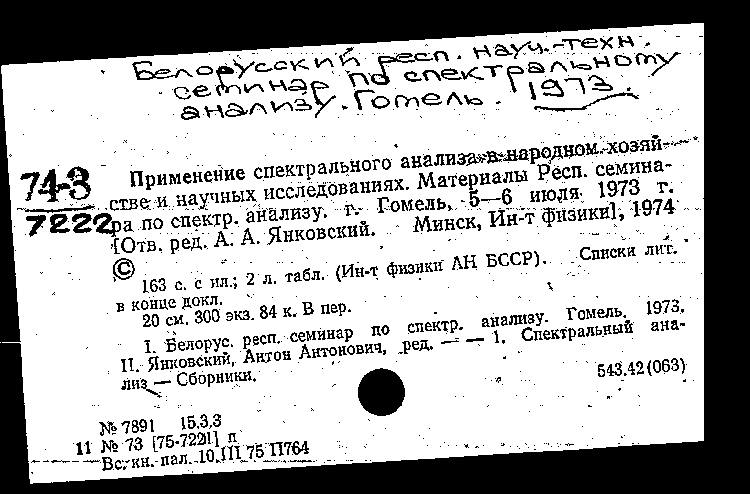 Белорусский респ. науч.-техн.
семинар по спектральному
анализу. Гомель. 1973.
74-3
7222
Применение спектрального анализа в народном хозяй-
стве и научных исследованиях. Материалы Респ. семина-
ра по спектр. анализу. г. Гомель, 5—6 июля 1973 г.
[Отв. ред. А. А. Янковский. Минск, Ин-т физики], 1974
©
163 с. с ил.; 2 л. табл. (Ин-т физики АН БССР). Списки лит.
в конце докл.
20 см. 300 экз. 84 к. В пер.
I. Белорус. респ. семинар по спектр. анализу. Гомель. 1973.
II. Янковский, Антон Антонович, ред. — — 1. Спектральный ана-
лиз — Сборники.
543.42(063)
№ 7891 15.3.3
11 № 73 [75-7221] п
Вс. кн. пал. 10.III 75 П764